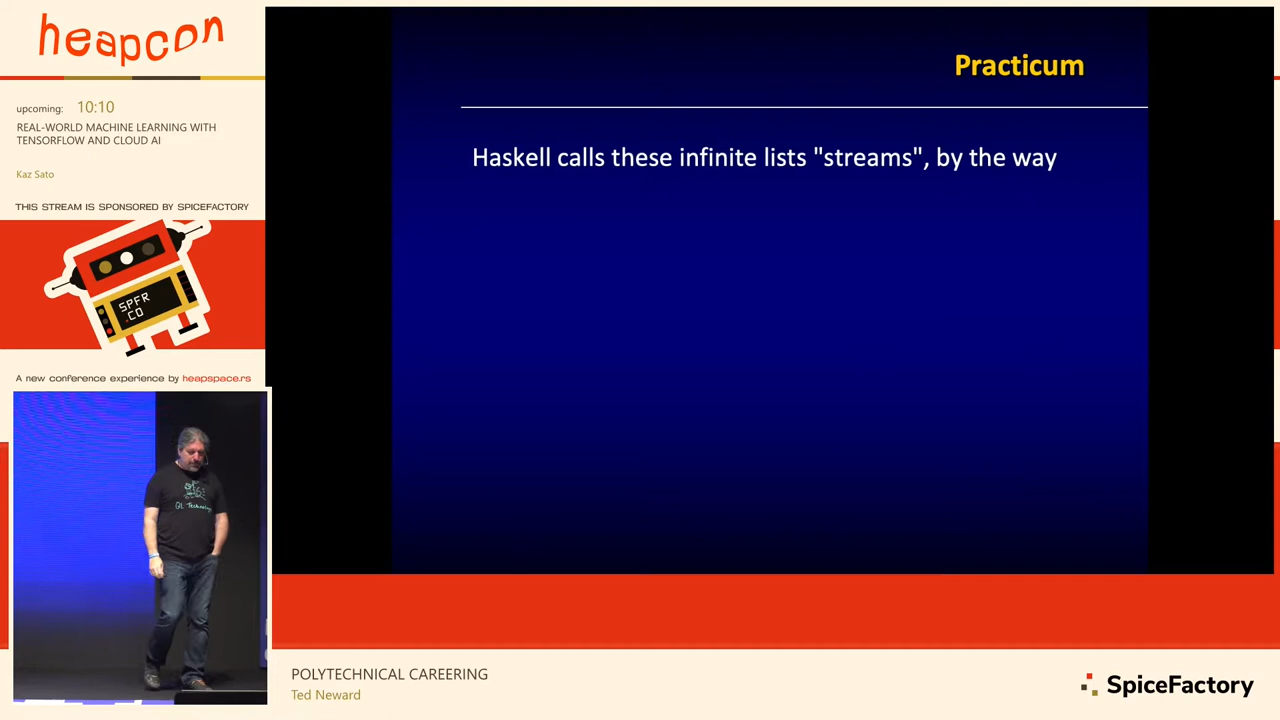 heapcon
upcoming: 10:10
REAL-WORLD MACHINE LEARNING WITH
TENSORFLOW AND CLOUD AI
Kaz Sato
THIS STREAM IS SPONSORED BY SPICEFACTORY
SPFR
.CO
A new conference experience by heapspace.rs
Practicum
Haskell calls these infinite lists "streams", by the way
POLYTECHNICAL CAREERING
Ted Neward
SpiceFactory